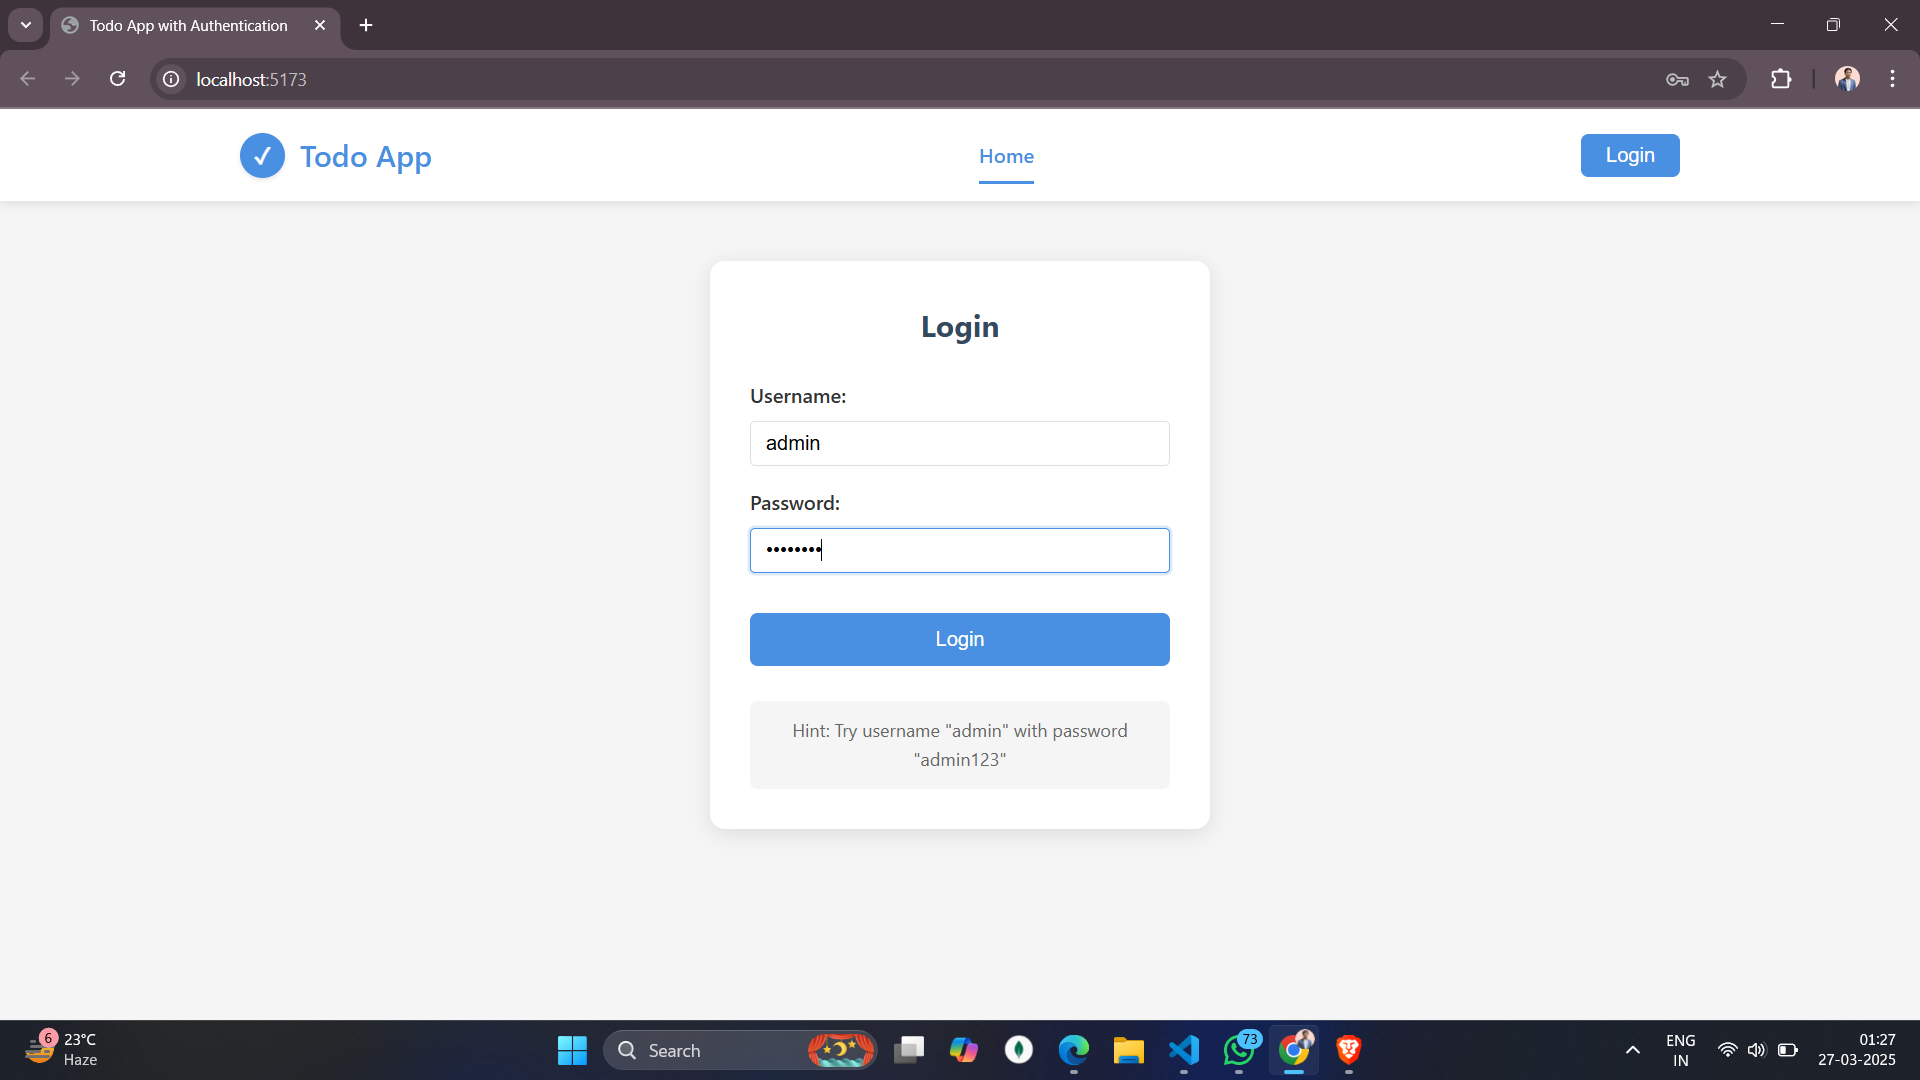 Todo App with Authentication
localhost:5173
✓ Todo App
Home
Login
Login
Username:
admin
Password:
••••••••
Login
Hint: Try username "admin" with password
"admin123"
6
23°C
Haze
Search
73
ENG
IN
01:27
27-03-2025